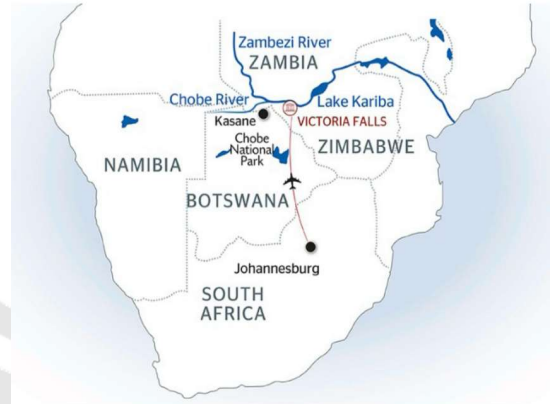 Zambezi River
ZAMBIA
Chobe River
Lake Kariba
Kasane
VICTORIA FALLS
Chobe
National
Park
ZIMBABWE
NAMIBIA
BOTSWANA
Johannesburg
SOUTH
AFRICA